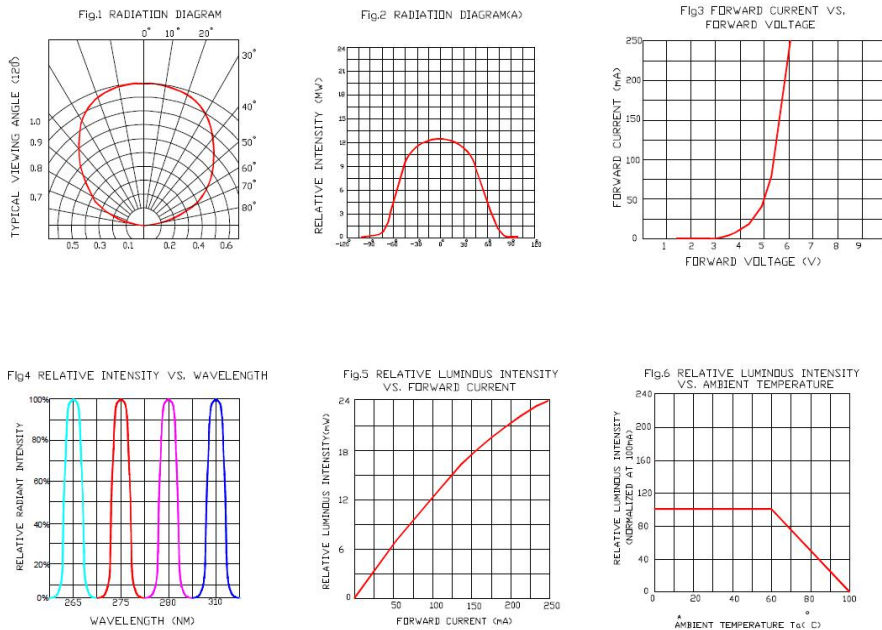 Fig.1 RADIATION DIAGRAM
0° 10° 20°
30°
40°
50°
60°
70°
80°
1.0
0.9
0.8
0.7
0.5 0.3 0.1 0.2 0.4 0.6
TYPICAL VIEWING ANGLE (120°)
Fig.2 RADIATION DIAGRAM(A)
RELATIVE INTENSITY (MW)
24
21
18
15
12
9
6
3
0
-120° -90° -60° -30° 0° 30° 60° 90° 120°
FIg3 FORWARD CURRENT VS.
FORWARD VOLTAGE
FORWARD CURRENT (mA)
250
200
150
100
50
0
1 2 3 4 5 6 7 8 9
FORWARD VOLTAGE (V)
FIg4 RELATIVE INTENSITY VS. WAVELENGTH
RELATIVE RADIANT INTENSITY
100%
80%
40%
20%
0%
265 275 280 310
WAVELENGTH (NM)
Fig.5 RELATIVE LUMINOUS INTENSITY
VS. FORWARD CURRENT
RELATIVE LUMINOUS INTENSITY(mW)
24
18
12
6
0
50 100 150 200 250
FORWARD CURRENT (mA)
FIg.6 RELATIVE LUMINOUS INTENSITY
VS. AMBIENT TEMPERATURE
RELATIVE LUMINOUS INTENSITY
(NORMALIZED AT 100mA)
240
200
160
120
80
40
0
0 20 40 60 80 100
AMBIENT TEMPERATURE Ta(°C)